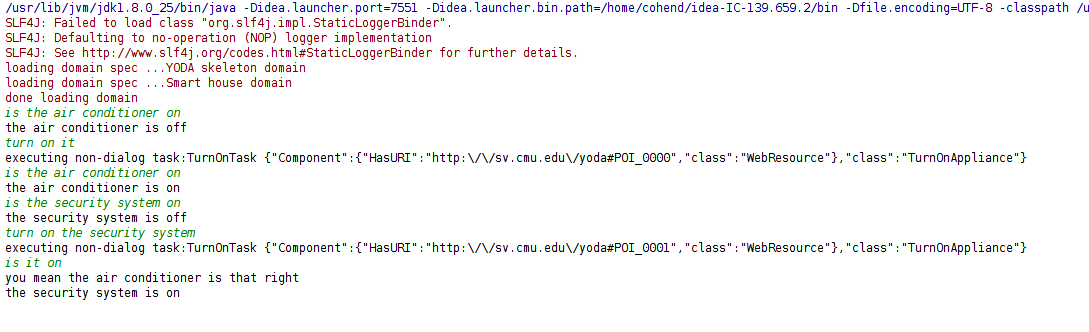 /usr/lib/jvm/jdk1.8.0_25/bin/java -Didea.launcher.port=7551 -Didea.launcher.bin.path=/home/cohend/idea-IC-139.659.2/bin -Dfile.encoding=UTF-8 -classpath /u
SLF4J: Failed to load class "org.slf4j.impl.StaticLoggerBinder".
SLF4J: Defaulting to no-operation (NOP) logger implementation
SLF4J: See http://www.slf4j.org/codes.html#StaticLoggerBinder for further details.
loading domain spec ...YODA skeleton domain
loading domain spec ...Smart house domain
done loading domain
is the air conditioner on
the air conditioner is off
turn on it
executing non-dialog task:TurnOnTask {"Component":{"HasURI":"http:\/\/sv.cmu.edu\/yoda#POI_0000","class":"WebResource"},"class":"TurnOnAppliance"}
is the air conditioner on
the air conditioner is on
is the security system on
the security system is off
turn on the security system
executing non-dialog task:TurnOnTask {"Component":{"HasURI":"http:\/\/sv.cmu.edu\/yoda#POI_0001","class":"WebResource"},"class":"TurnOnAppliance"}
is it on
you mean the air conditioner is that right
the security system is on